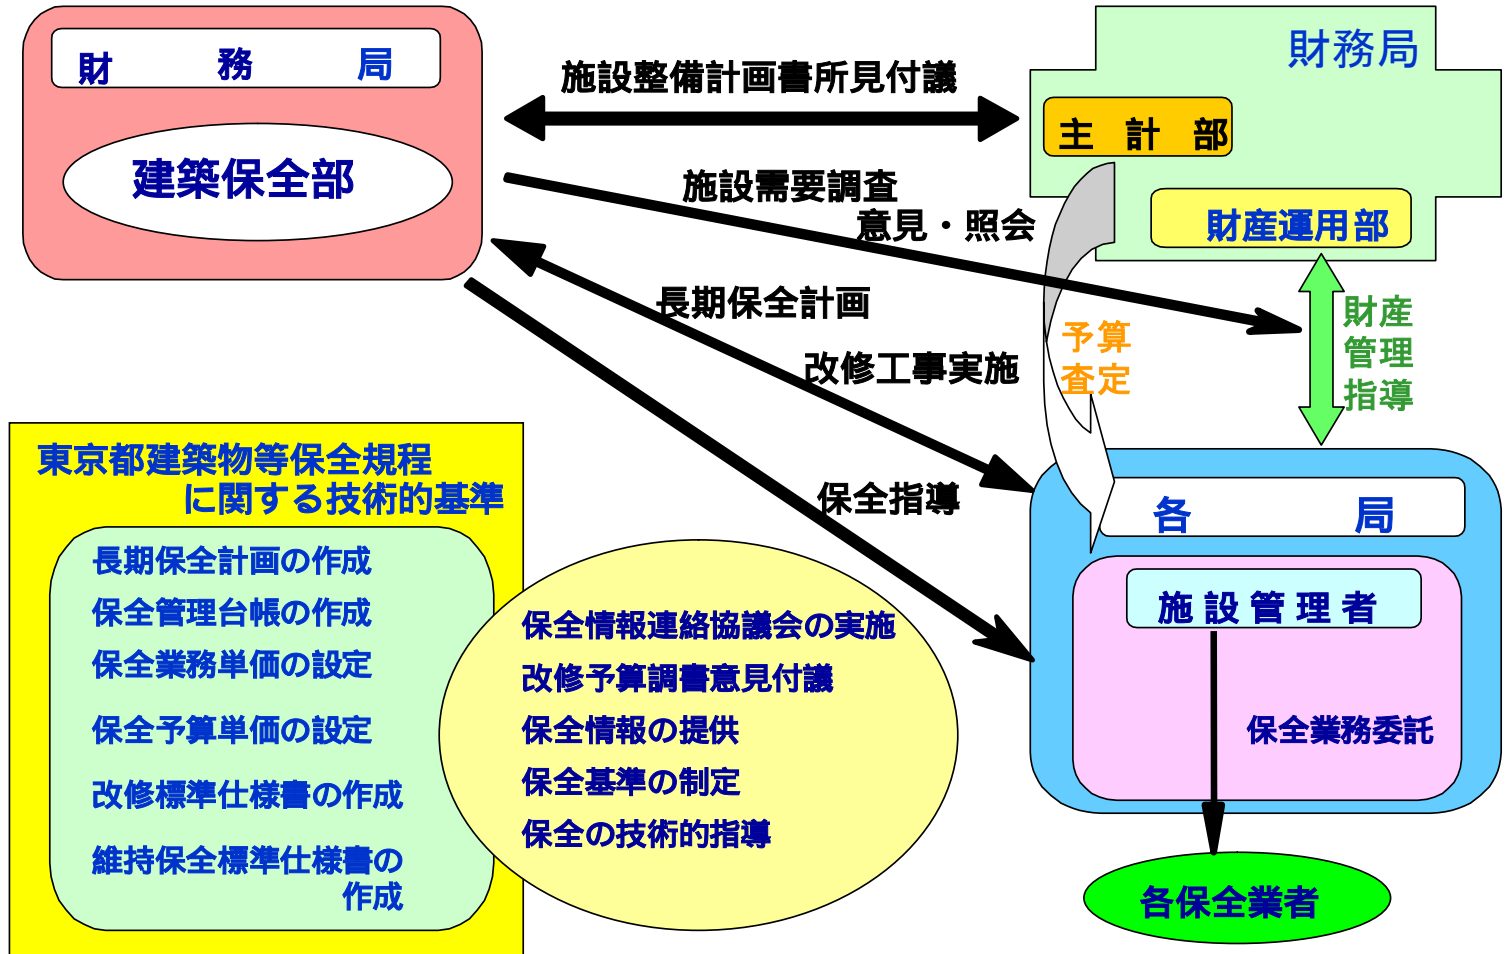 財 務 局
建築保全部
施設整備計画書所見付議
財務局
主 計 部
財産運用部
施設需要調査
意見・照会
長期保全計画
改修工事実施
保全指導
予算
査定
財産
管理
指導
東京都建築物等保全規程
に関する技術的基準
長期保全計画の作成
保全管理台帳の作成
保全業務単価の設定
保全予算単価の設定
改修標準仕様書の作成
維持保全標準仕様書の
作成
保全情報連絡協議会の実施
改修予算調書意見付議
保全情報の提供
保全基準の制定
保全の技術的指導
各 局
施設管理者
保全業務委託
各保全業者